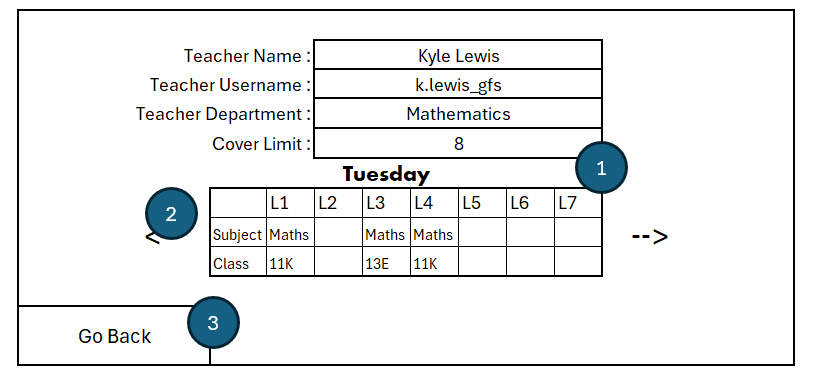 Teacher Name : Kyle Lewis
Teacher Username : k.lewis_gfs
Teacher Department : Mathematics
Cover Limit : 8
1
Tuesday
2
L1 L2 L3 L4 L5 L6 L7
< -->
Subject Maths Maths Maths
Class 11K 13E 11K
3
Go Back